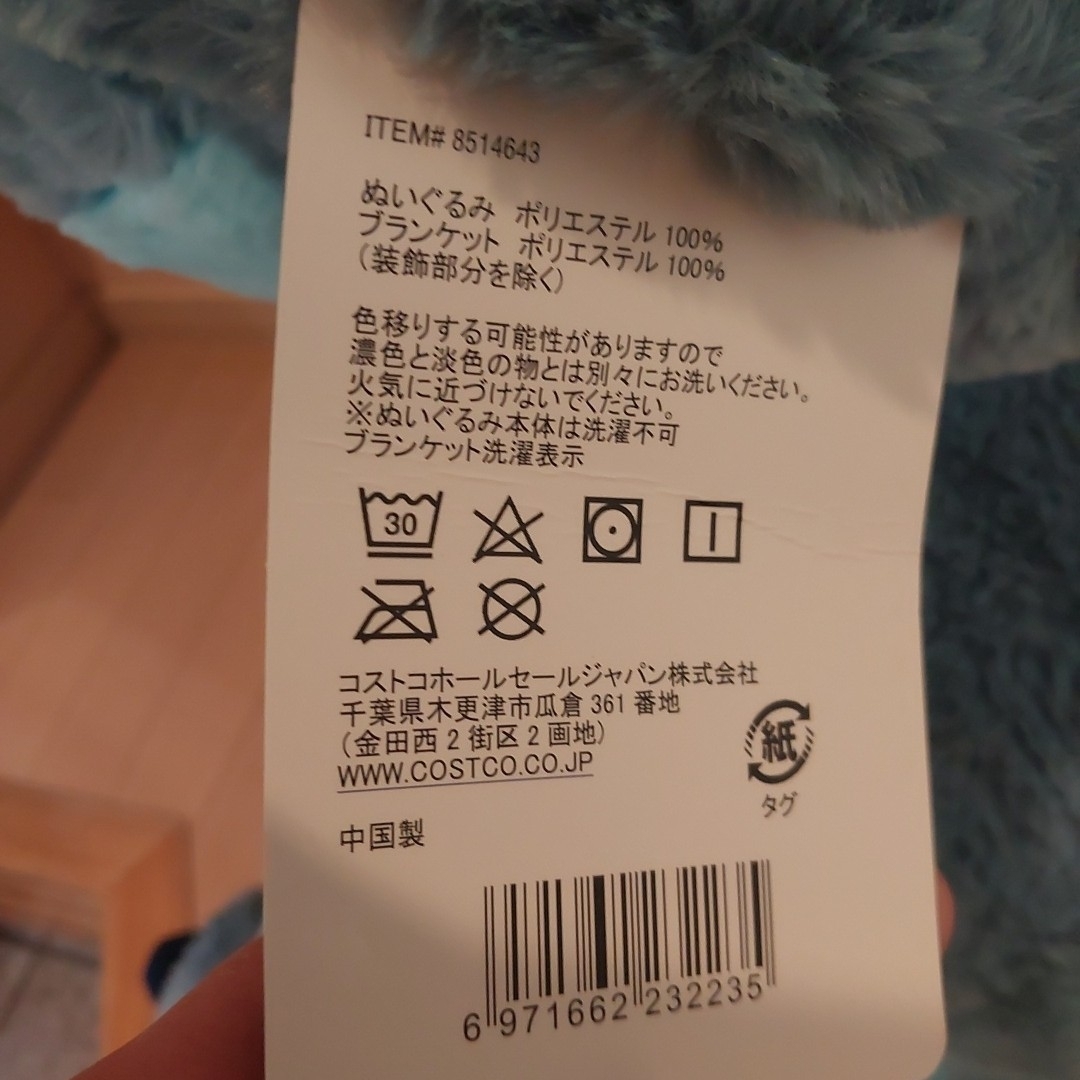 ITEM# 8514643
ぬいぐるみ ポリエステル 100%
ブランケット ポリエステル 100%
（装飾部分を除く）
色移りする可能性がありますので
濃色と淡色の物とは別々にお洗いください。
火気に近づけないでください。
※ぬいぐるみ本体は洗濯不可
ブランケット洗濯表示
30
コストコホールセールジャパン株式会社
千葉県木更津市瓜倉 361 番地
（金田西 2 街区 2 画地）
WWW.COSTCO.CO.JP
紙
タグ
中国製
6 971662 232235